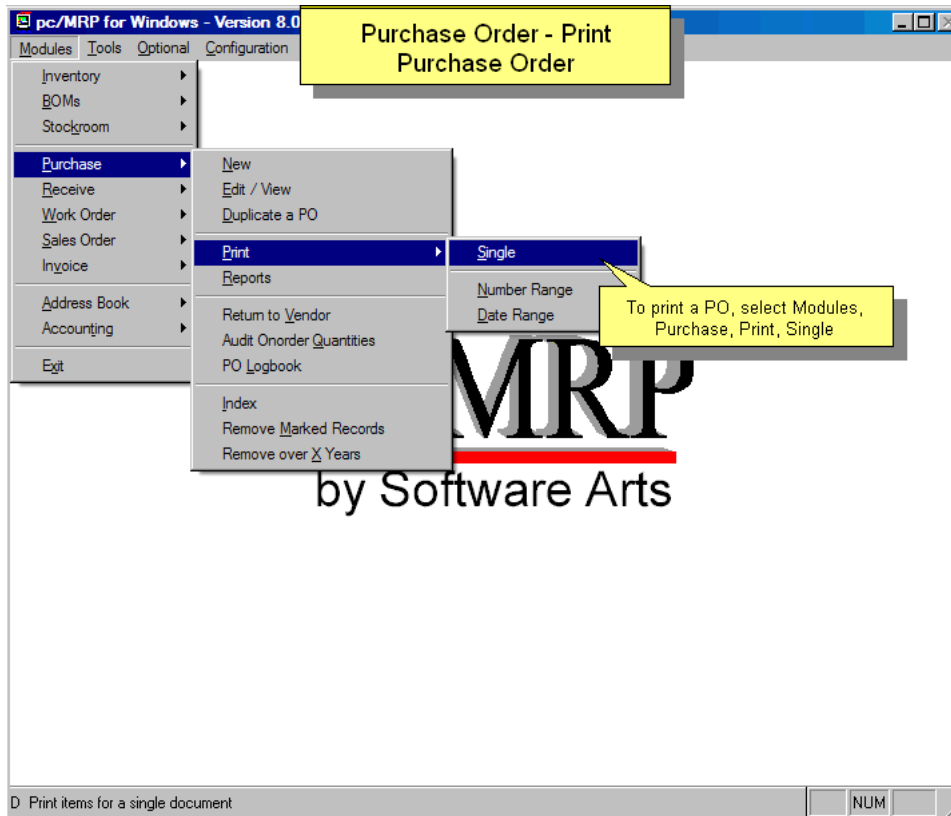 pc/MRP for Windows - Version 8.0
Purchase Order - Print
Purchase Order
Modules Tools Optional Configuration
Inventory
BOMs
Stockroom
Purchase
Receive
Work Order
Sales Order
Invoice
Address Book
Accounting
Exit
New
Edit / View
Duplicate a PO
Print
Reports
Return to Vendor
Audit Onorder Quantities
PO Logbook
Index
Remove Marked Records
Remove over X Years
Single
Number Range
Date Range
To print a PO, select Modules,
Purchase, Print, Single
MRP
by Software Arts
D Print items for a single document
NUM